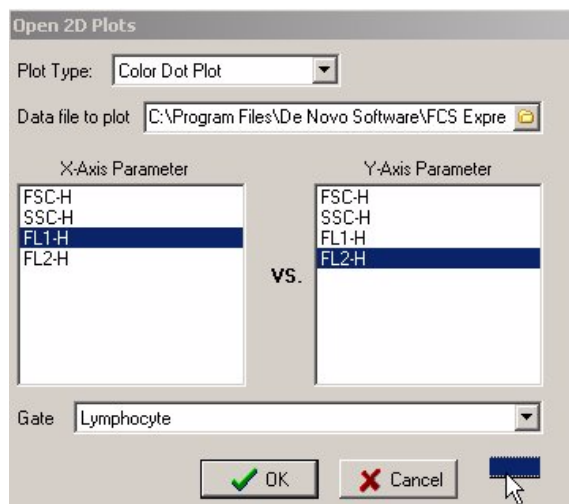 Open 2D Plots
Plot Type: Color Dot Plot
Data file to plot C:\Program Files\De Novo Software\FCS Expre
X-Axis Parameter Y-Axis Parameter
FSC-H FSC-H
SSC-H SSC-H
FL1-H FL1-H
FL2-H FL2-H
VS.
Gate Lymphocyte
OK Cancel